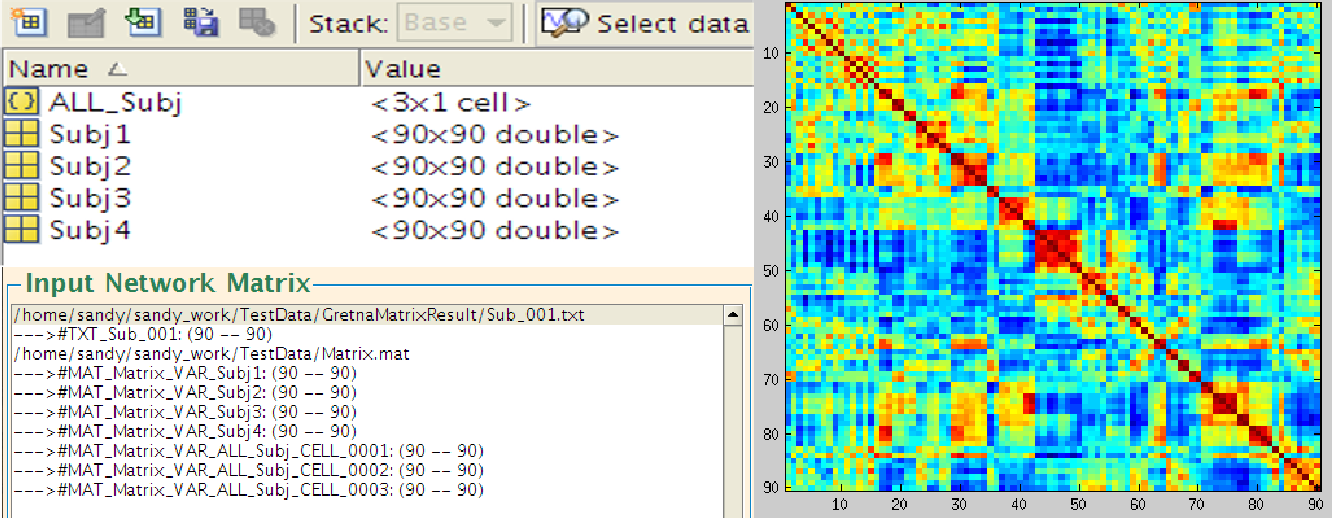 Stack: Base Select data
Name Value
ALL_Subj <3x1 cell>
Subj1 <90x90 double>
Subj2 <90x90 double>
Subj3 <90x90 double>
Subj4 <90x90 double>
Input Network Matrix
/home/sandy/sandy_work/TestData/GretnaMatrixResult/Sub_001.txt
--->#TXT_Sub_001: (90 -- 90)
/home/sandy/sandy_work/TestData/Matrix.mat
--->#MAT_Matrix_VAR_Subj1: (90 -- 90)
--->#MAT_Matrix_VAR_Subj2: (90 -- 90)
--->#MAT_Matrix_VAR_Subj3: (90 -- 90)
--->#MAT_Matrix_VAR_Subj4: (90 -- 90)
--->#MAT_Matrix_VAR_ALL_Subj_CELL_0001: (90 -- 90)
--->#MAT_Matrix_VAR_ALL_Subj_CELL_0002: (90 -- 90)
--->#MAT_Matrix_VAR_ALL_Subj_CELL_0003: (90 -- 90)
10
20
30
40
50
60
70
80
90
10 20 30 40 50 60 70 80 90